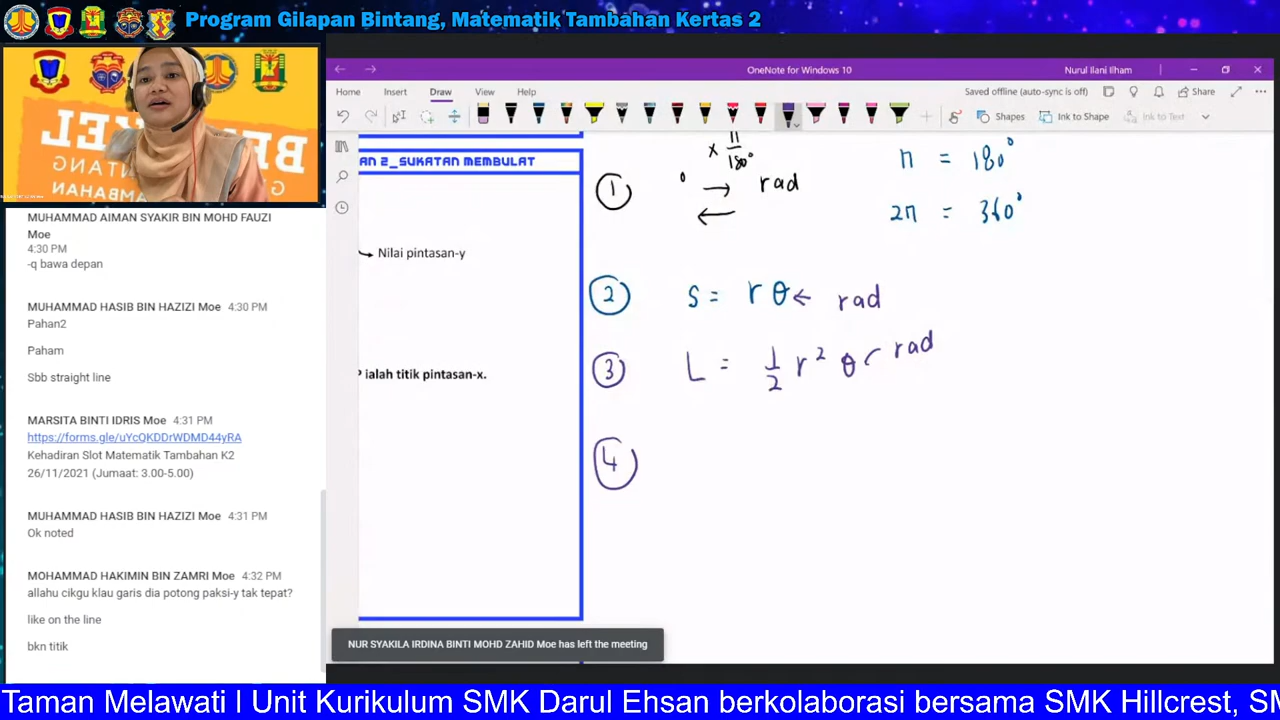 Program Gilapan Bintang, Matematik Tambahan Kertas 2
OneNote for Windows 10
Nurul Ilani Ilham
Home Insert Draw View Help
Saved offline (auto-sync is off)
Share
Shapes
Ink to Shape
Ink to Text
MUHAMMAD AIMAN SYAKIR BIN MOHD FAUZI
Moe
4:30 PM
-q bawa depan
MUHAMMAD HASIB BIN HAZIZI Moe 4:30 PM
Pahan2
Paham
Sbb straight line
MARSITA BINTI IDRIS Moe 4:31 PM
https://forms.gle/uYcQKDDrWDMD44yRA
Kehadiran Slot Matematik Tambahan K2
26/11/2021 (Jumaat: 3.00-5.00)
MUHAMMAD HASIB BIN HAZIZI Moe 4:31 PM
Ok noted
MOHAMMAD HAKIMIN BIN ZAMRI Moe 4:32 PM
allahu cikgu klau garis dia potong paksi-y tak tepat?
like on the line
bkn titik
AN 2_SUKATAN MEMBULAT
Nilai pintasan-y
ialah titik pintasan-x.
x π/180°
① ° → rad
←
π = 180°
2π = 360°
② s = rθ ← rad
③ L = 1/2 r² θ rad
④
NUR SYAKILA IRDINA BINTI MOHD ZAHID Moe has left the meeting
Taman Melawati I Unit Kurikulum SMK Darul Ehsan berkolaborasi bersama SMK Hillcrest, SM